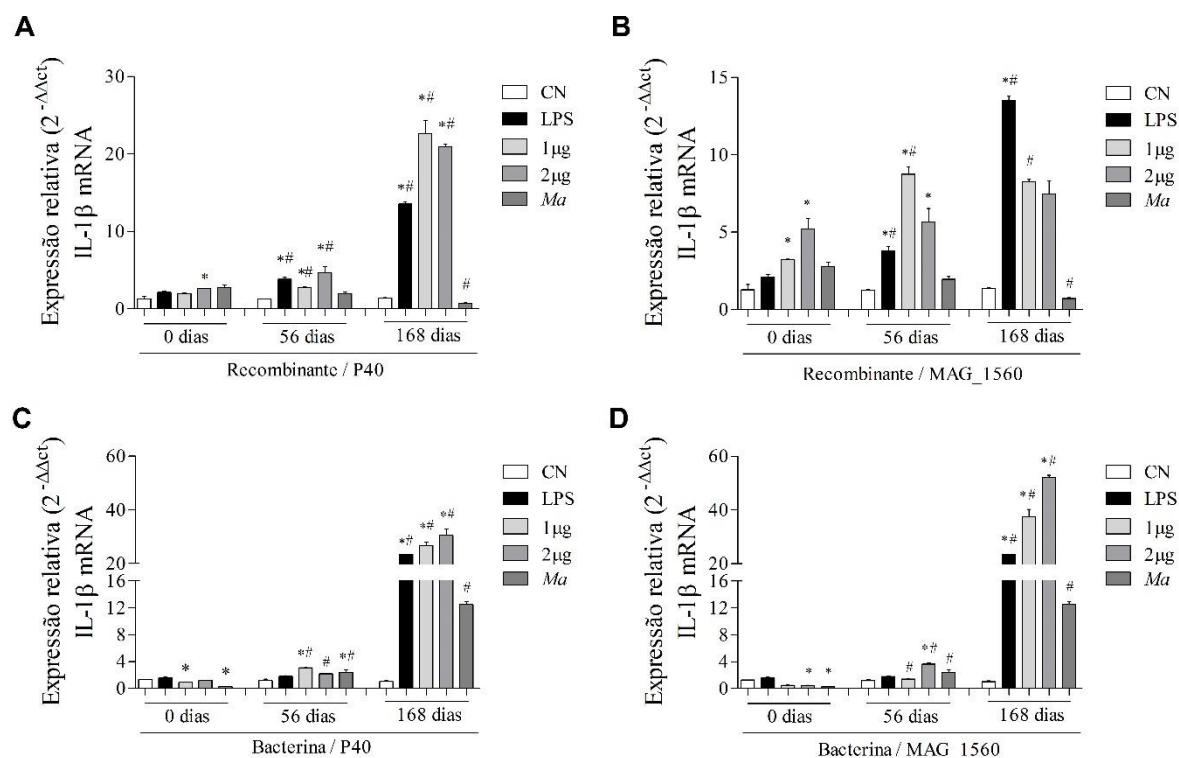 A
Expressão relativa (2 -ΔΔct)
IL-1β mRNA
30
20
10
0
*
*#
*#
*#
*#
*#
*#
#
CN
LPS
1µg
2µg
Ma
0 dias
56 dias
168 dias
Recombinante / P40
B
Expressão relativa (2 -ΔΔct)
IL-1β mRNA
15
10
5
0
*
*
*#
*#
*
*#
#
#
CN
LPS
1µg
2µg
Ma
0 dias
56 dias
168 dias
Recombinante / MAG_1560
C
Expressão relativa (2 -ΔΔct)
IL-1β mRNA
60
40
20
16
12
8
4
0
*
*
*#
#
*#
*#
*#
*#
#
CN
LPS
1µg
2µg
Ma
0 dias
56 dias
168 dias
Bacterina / P40
D
Expressão relativa (2 -ΔΔct)
IL-1β mRNA
60
40
20
16
12
8
4
0
*
*
#
*#
#
*#
*#
*#
#
CN
LPS
1µg
2µg
Ma
0 dias
56 dias
168 dias
Bacterina / MAG 1560